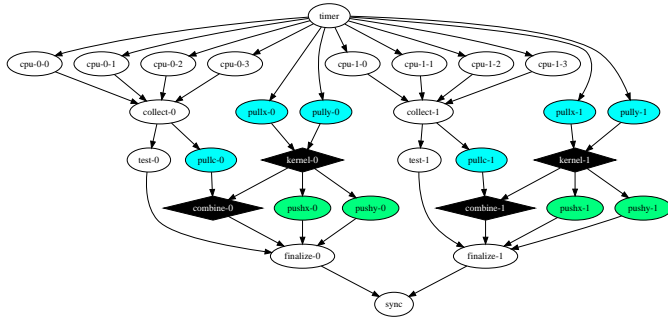 timer
cpu-0-0 cpu-0-1 cpu-0-2 cpu-0-3 cpu-1-0 cpu-1-1 cpu-1-2 cpu-1-3
collect-0 pullx-0 pully-0 collect-1 pullx-1 pully-1
test-0 pullc-0 kernel-0 test-1 pullc-1 kernel-1
combine-0 pushx-0 pushy-0 combine-1 pushx-1 pushy-1
finalize-0 finalize-1
sync